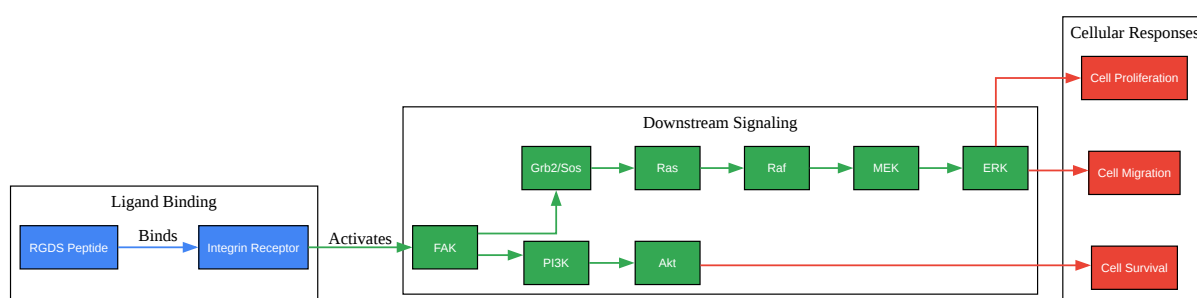 Ligand Binding
RGDS Peptide
Binds
Integrin Receptor
Activates
Downstream Signaling
FAK
Grb2/Sos
Ras
Raf
MEK
ERK
PI3K
Akt
Cellular Responses
Cell Proliferation
Cell Migration
Cell Survival